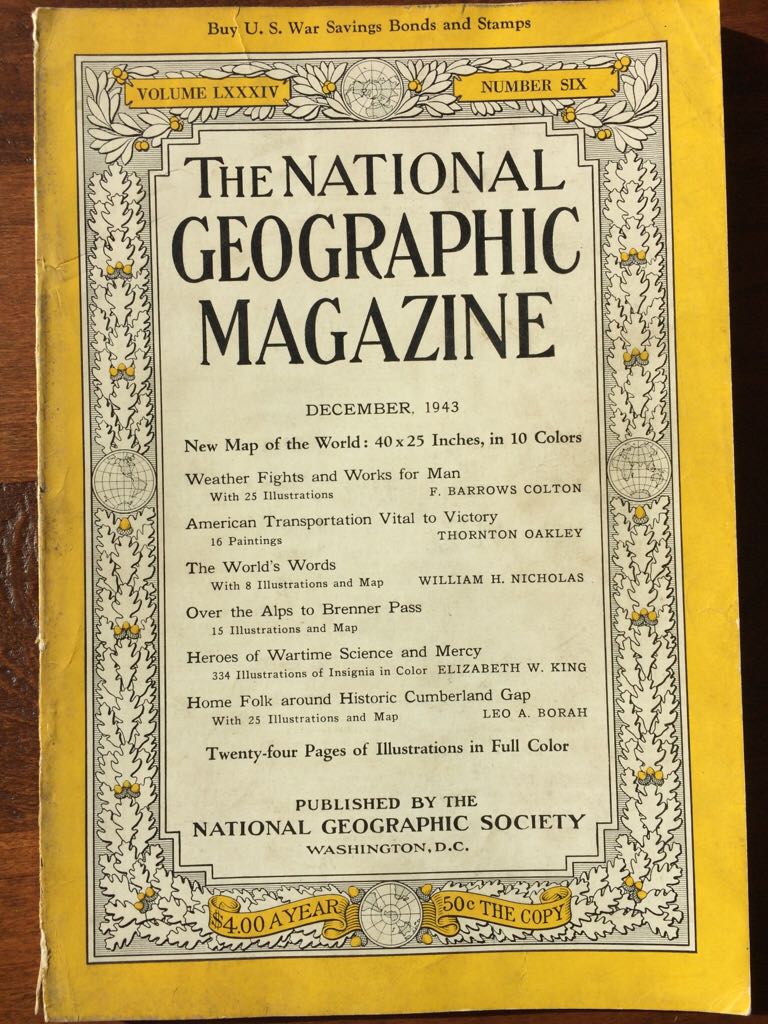 Buy U. S. War Savings Bonds and Stamps
VOLUME LXXXIV NUMBER SIX
THE NATIONAL
GEOGRAPHIC
MAGAZINE
DECEMBER, 1943
New Map of the World: 40 x 25 Inches, in 10 Colors
Weather Fights and Works for Man
With 25 Illustrations F. BARROWS COLTON
American Transportation Vital to Victory
16 Paintings THORNTON OAKLEY
The World's Words
With 8 Illustrations and Map WILLIAM H. NICHOLAS
Over the Alps to Brenner Pass
15 Illustrations and Map
Heroes of Wartime Science and Mercy
334 Illustrations of Insignia in Color ELIZABETH W. KING
Home Folk around Historic Cumberland Gap
With 25 Illustrations and Map LEO A. BORAH
Twenty-four Pages of Illustrations in Full Color
PUBLISHED BY THE
NATIONAL GEOGRAPHIC SOCIETY
WASHINGTON, D.C.
$4.00 A YEAR 50c THE COPY